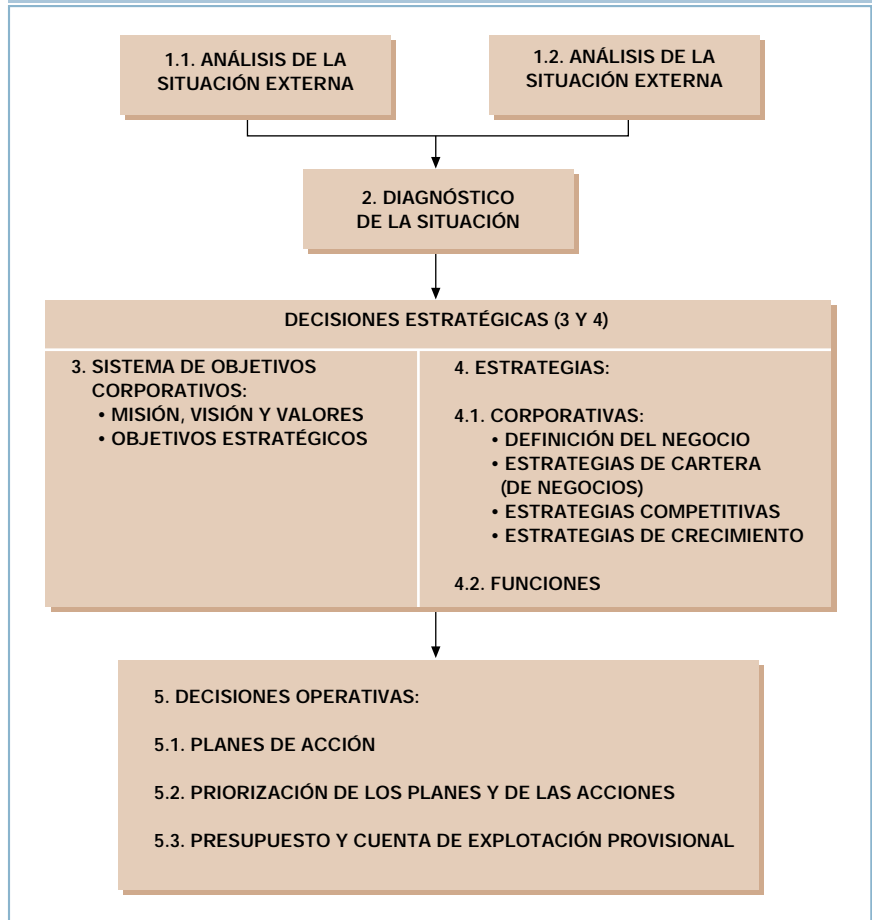 1.1. ANÁLISIS DE LA
SITUACIÓN EXTERNA
1.2. ANÁLISIS DE LA
SITUACIÓN EXTERNA
2. DIAGNÓSTICO
DE LA SITUACIÓN
DECISIONES ESTRATÉGICAS (3 Y 4)
3. SISTEMA DE OBJETIVOS
CORPORATIVOS:
• MISIÓN, VISIÓN Y VALORES
• OBJETIVOS ESTRATÉGICOS
4. ESTRATEGIAS:
4.1. CORPORATIVAS:
• DEFINICIÓN DEL NEGOCIO
• ESTRATEGIAS DE CARTERA
(DE NEGOCIOS)
• ESTRATEGIAS COMPETITIVAS
• ESTRATEGIAS DE CRECIMIENTO
4.2. FUNCIONES
5. DECISIONES OPERATIVAS:
5.1. PLANES DE ACCIÓN
5.2. PRIORIZACIÓN DE LOS PLANES Y DE LAS ACCIONES
5.3. PRESUPUESTO Y CUENTA DE EXPLOTACIÓN PROVISIONAL